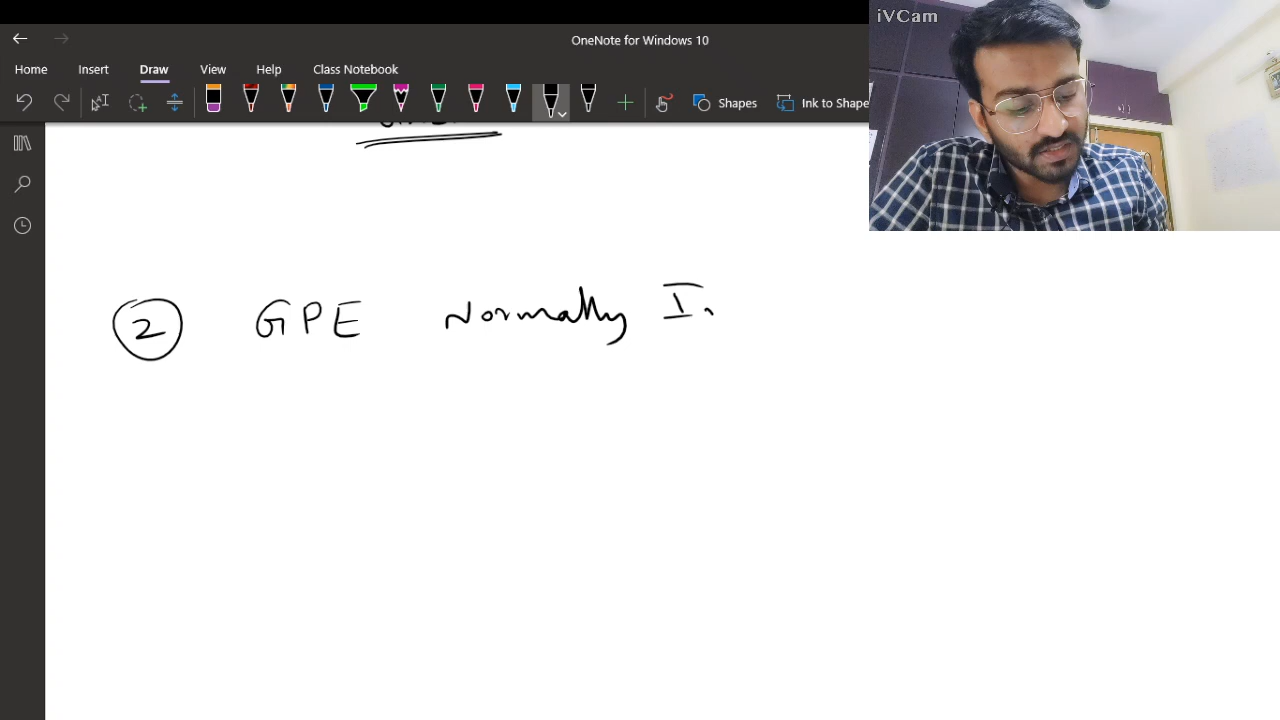 iVCam
OneNote for Windows 10
Home Insert Draw View Help Class Notebook
Shapes Ink to Shape
2 GPE Normally I